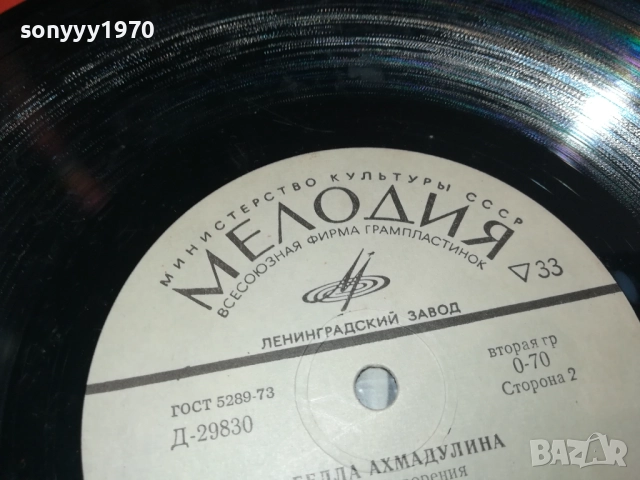 sonyyy1970
МИНИСТЕРСТВО КУЛЬТУРЫ СССР
МЕЛОДИЯ
ВСЕСОЮЗНАЯ ФИРМА ГРАМПЛАСТИНОК
33
ЛЕНИНГРАДСКИЙ ЗАВОД
ГОСТ 5289-73
Д-29830
вторая гр
0-70
Сторона 2
БЕЛЛА АХМАДУЛИНА
bazar